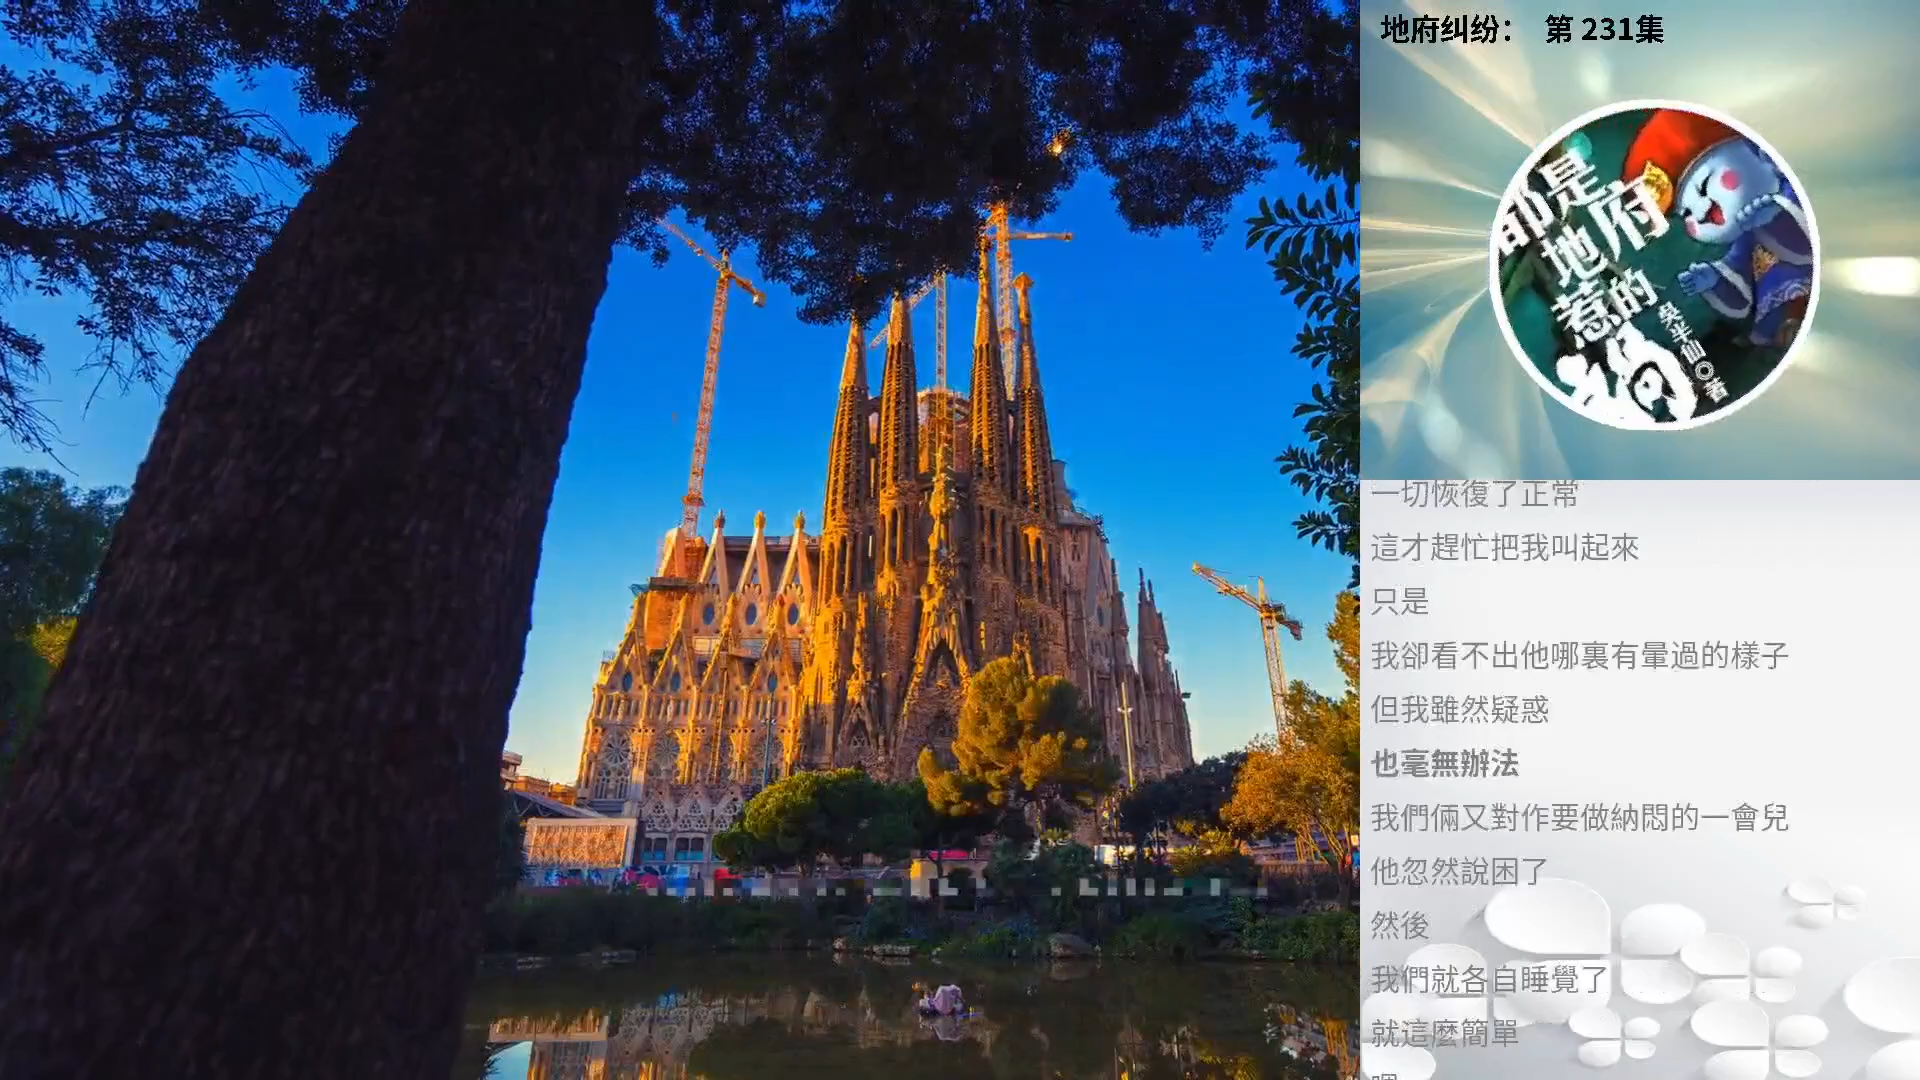 地府纠纷： 第 231集
都是
地府
惹的
禍
吳半仙◎著
一切恢復了正常
這才趕忙把我叫起來
只是
我卻看不出他哪裏有暈過的樣子
但我雖然疑惑
也毫無辦法
我們倆又對作要做納悶的一會兒
他忽然說困了
然後
我們就各自睡覺了
就這麼簡單